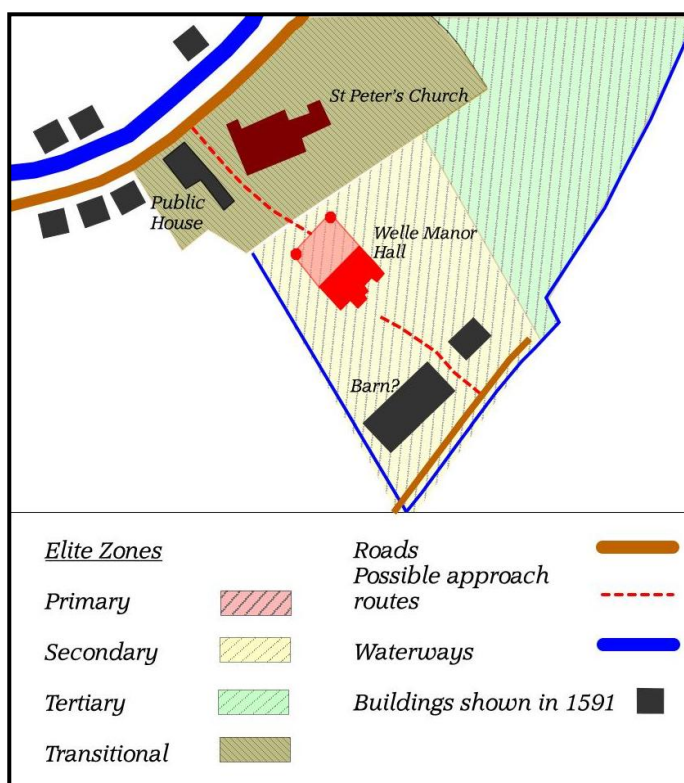 St Peter's Church
Public
House
Welle Manor
Hall
Barn?
Elite Zones
Primary
Secondary
Tertiary
Transitional
Roads
Possible approach
routes
Waterways
Buildings shown in 1591